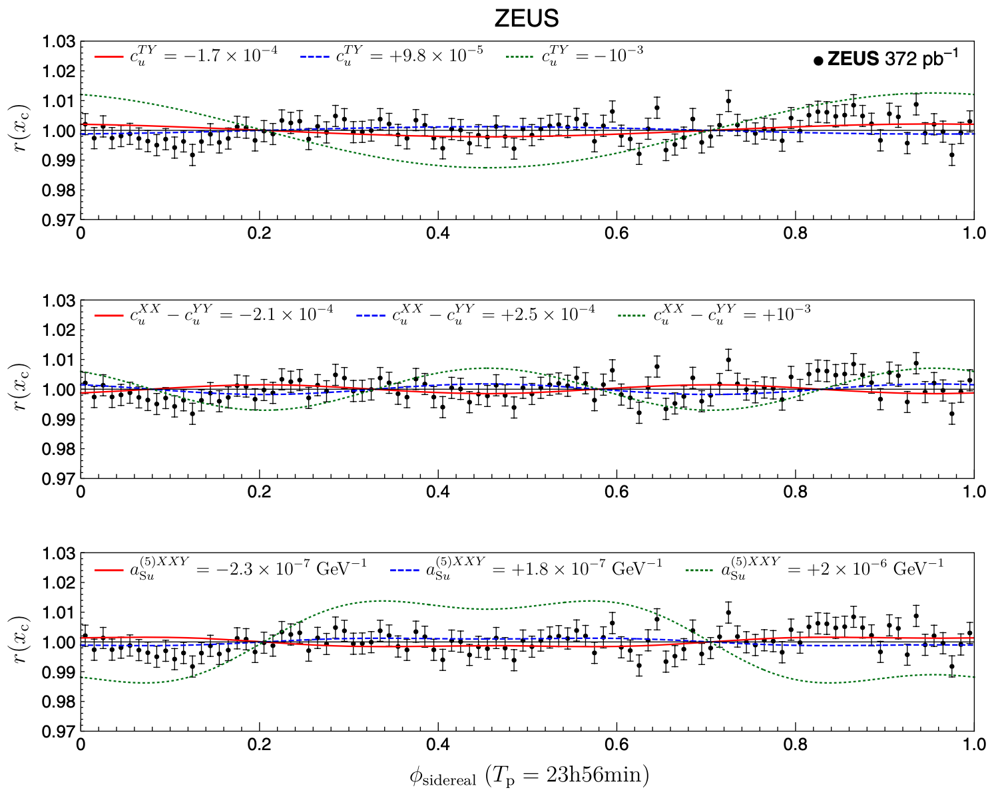 ZEUS
1.03
c_u^{TY} = −1.7 × 10^{−4} c_u^{TY} = +9.8 × 10^{−5} c_u^{TY} = −10^{−3}
● ZEUS 372 pb^{−1}
1.02
1.01
1.00
0.99
0.98
0.97
r(x_c)
0 0.2 0.4 0.6 0.8 1.0
1.03
c_u^{XX} − c_u^{YY} = −2.1 × 10^{−4} c_u^{XX} − c_u^{YY} = +2.5 × 10^{−4} c_u^{XX} − c_u^{YY} = +10^{−3}
1.02
1.01
1.00
0.99
0.98
0.97
r(x_c)
0 0.2 0.4 0.6 0.8 1.0
1.03
a_{Su}^{(5)XXY} = −2.3 × 10^{−7} GeV^{−1} a_{Su}^{(5)XXY} = +1.8 × 10^{−7} GeV^{−1} a_{Su}^{(5)XXY} = +2 × 10^{−6} GeV^{−1}
1.02
1.01
1.00
0.99
0.98
0.97
r(x_c)
0 0.2 0.4 0.6 0.8 1.0
ϕ_{sidereal} (T_p = 23h56min)